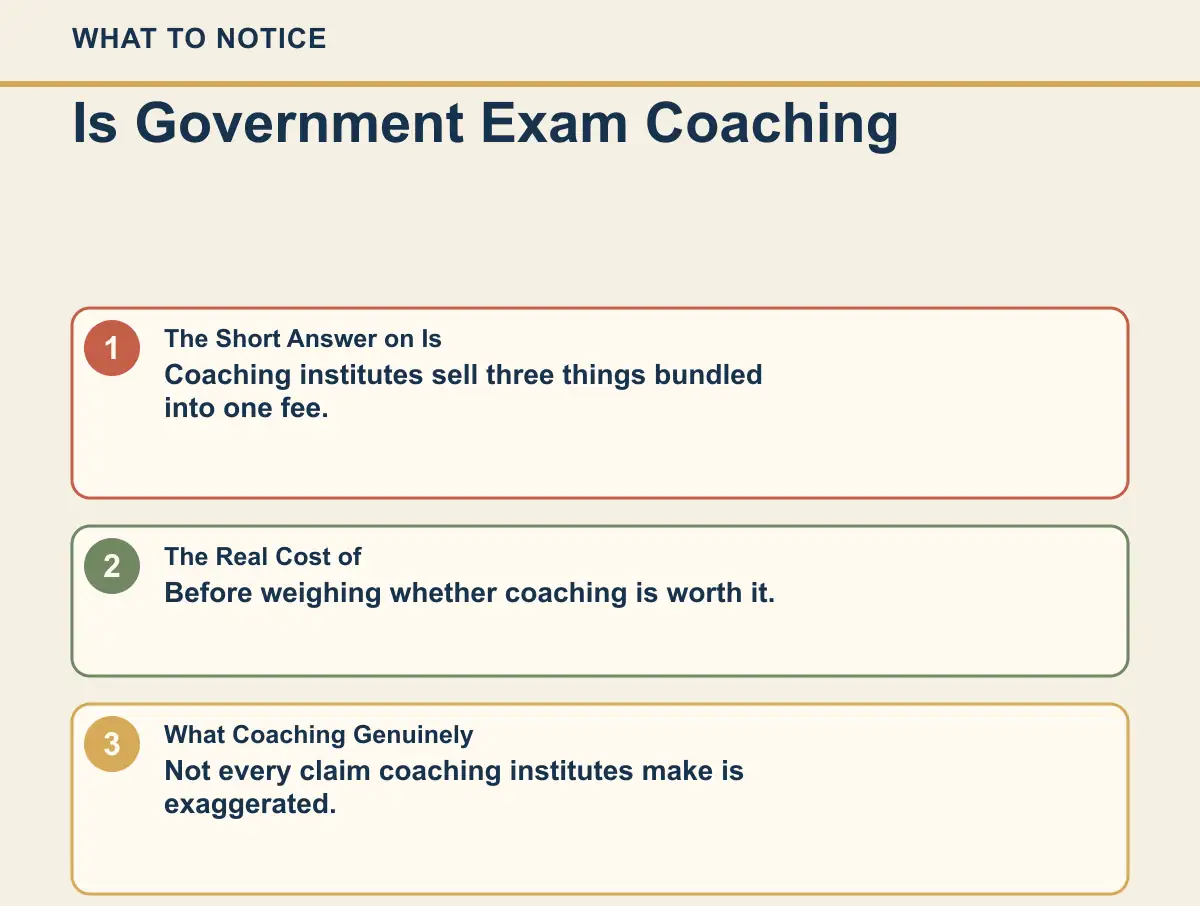 WHAT TO NOTICE
Is Government Exam Coaching
1
The Short Answer on Is
Coaching institutes sell three things bundled
into one fee.
2
The Real Cost of
Before weighing whether coaching is worth it.
3
What Coaching Genuinely
Not every claim coaching institutes make is
exaggerated.